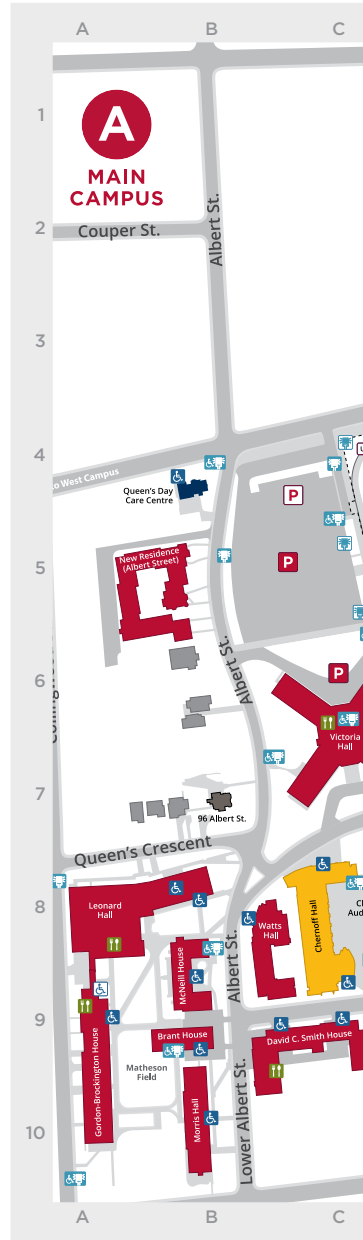 A
B
C
1
A
MAIN
CAMPUS
2
Couper St.
Albert St.
3
4
to West Campus
Queen's Day
Care Centre
P
5
New Residence
(Albert Street)
P
Albert St.
6
P
Victoria
Hall
7
96 Albert St.
Queen's Crescent
8
Leonard
Hall
Watts
Hall
Chernoff Hall
McNeill House
Albert St.
9
Gordon-Brockington House
Brant House
David C. Smith House
Matheson
Field
Morris Hall
Lower Albert St.
10
A
B
C